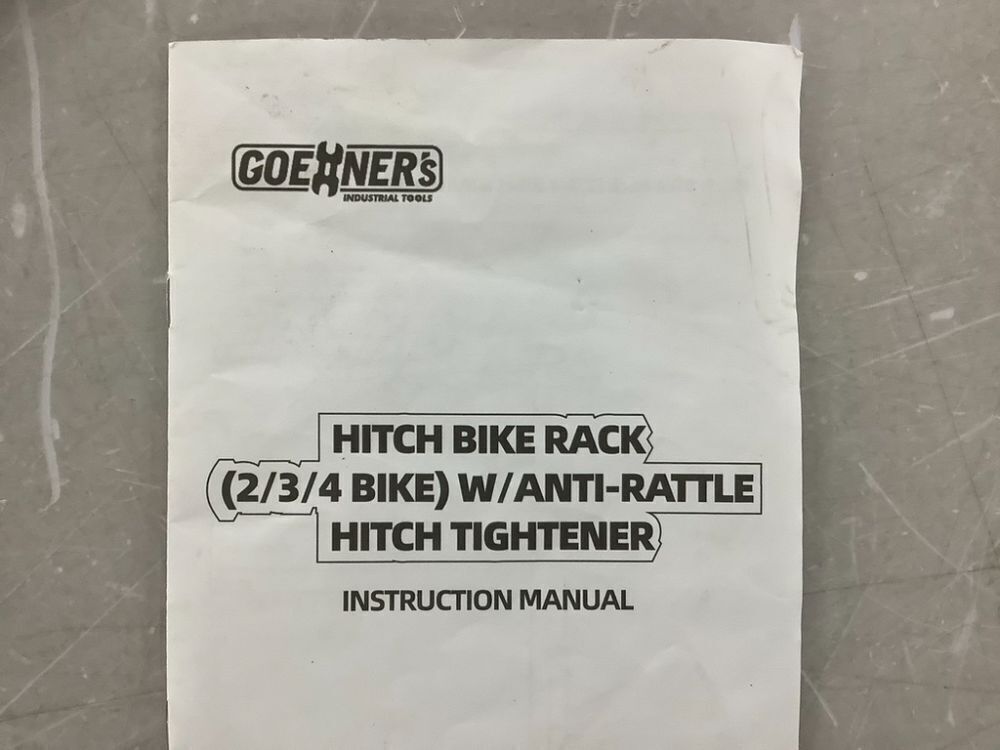 GOEHNER's
INDUSTRIAL TOOLS
HITCH BIKE RACK
(2/3/4 BIKE) W/ANTI-RATTLE
HITCH TIGHTENER
INSTRUCTION MANUAL